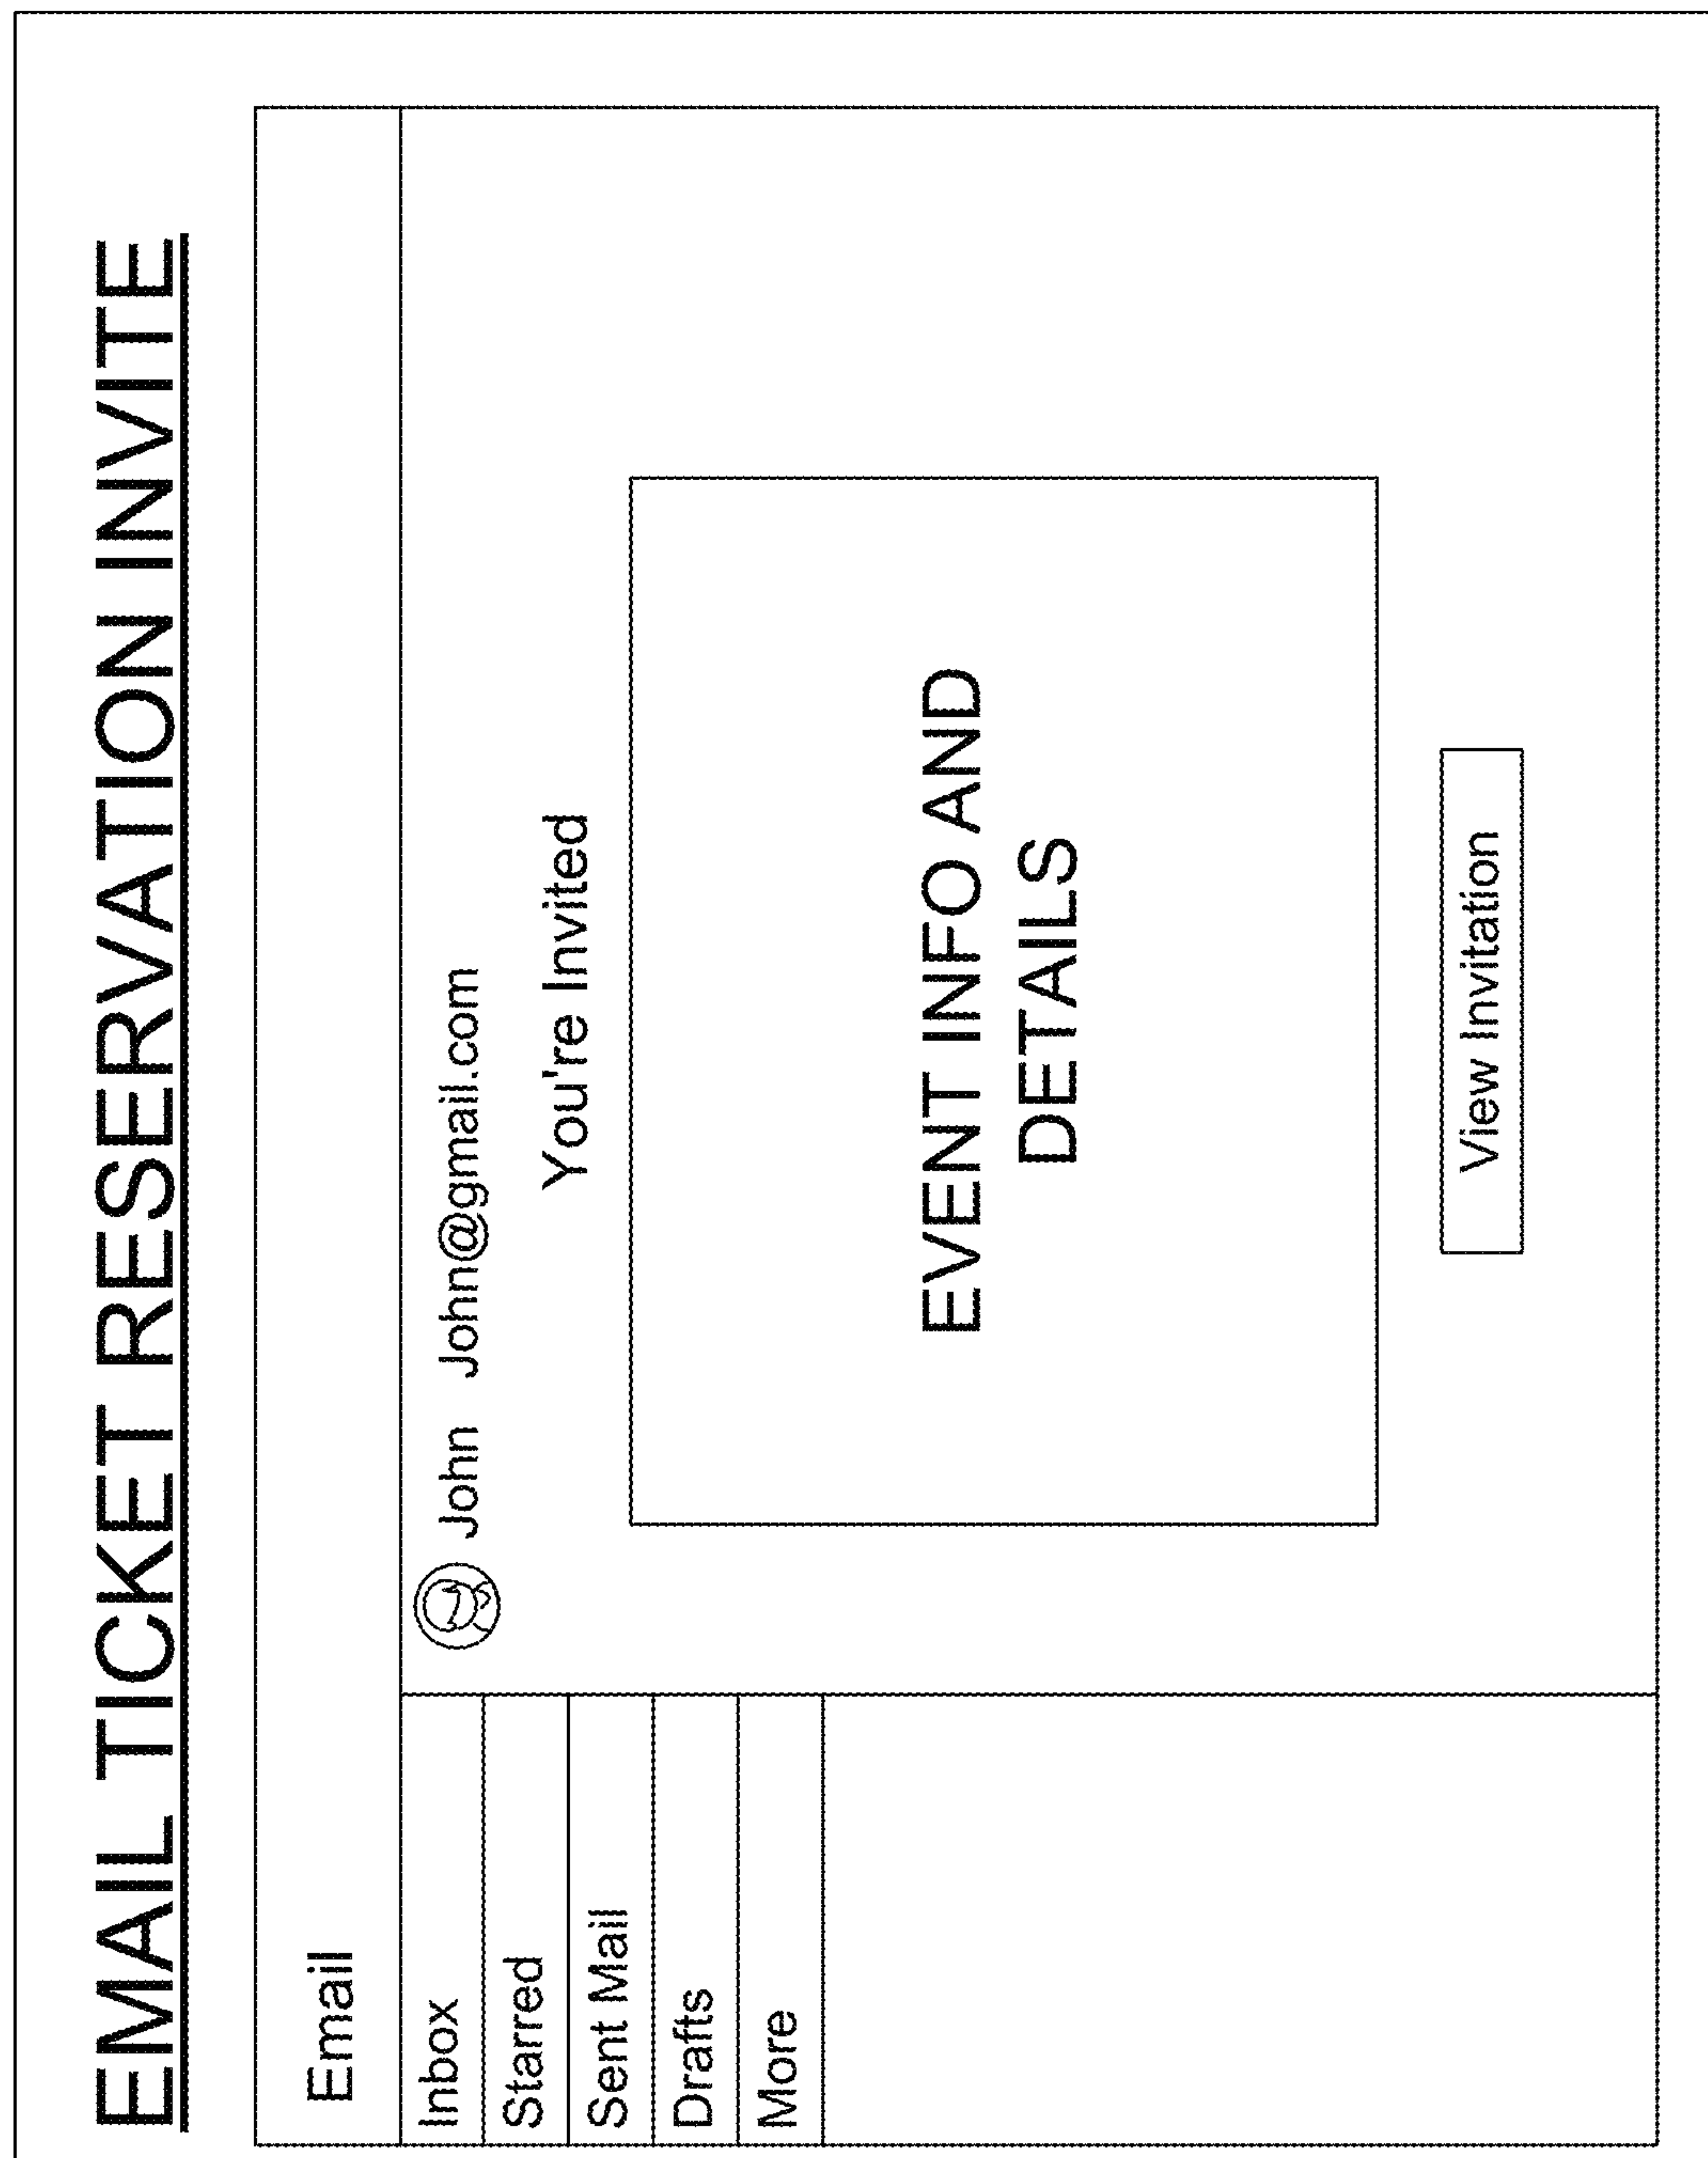 EMAIL TICKET RESERVATION INVITE
Email
Inbox
Starred
Sent Mail
Drafts
More
John John@gmail.com
You're Invited
EVENT INFO AND
DETAILS
View Invitation